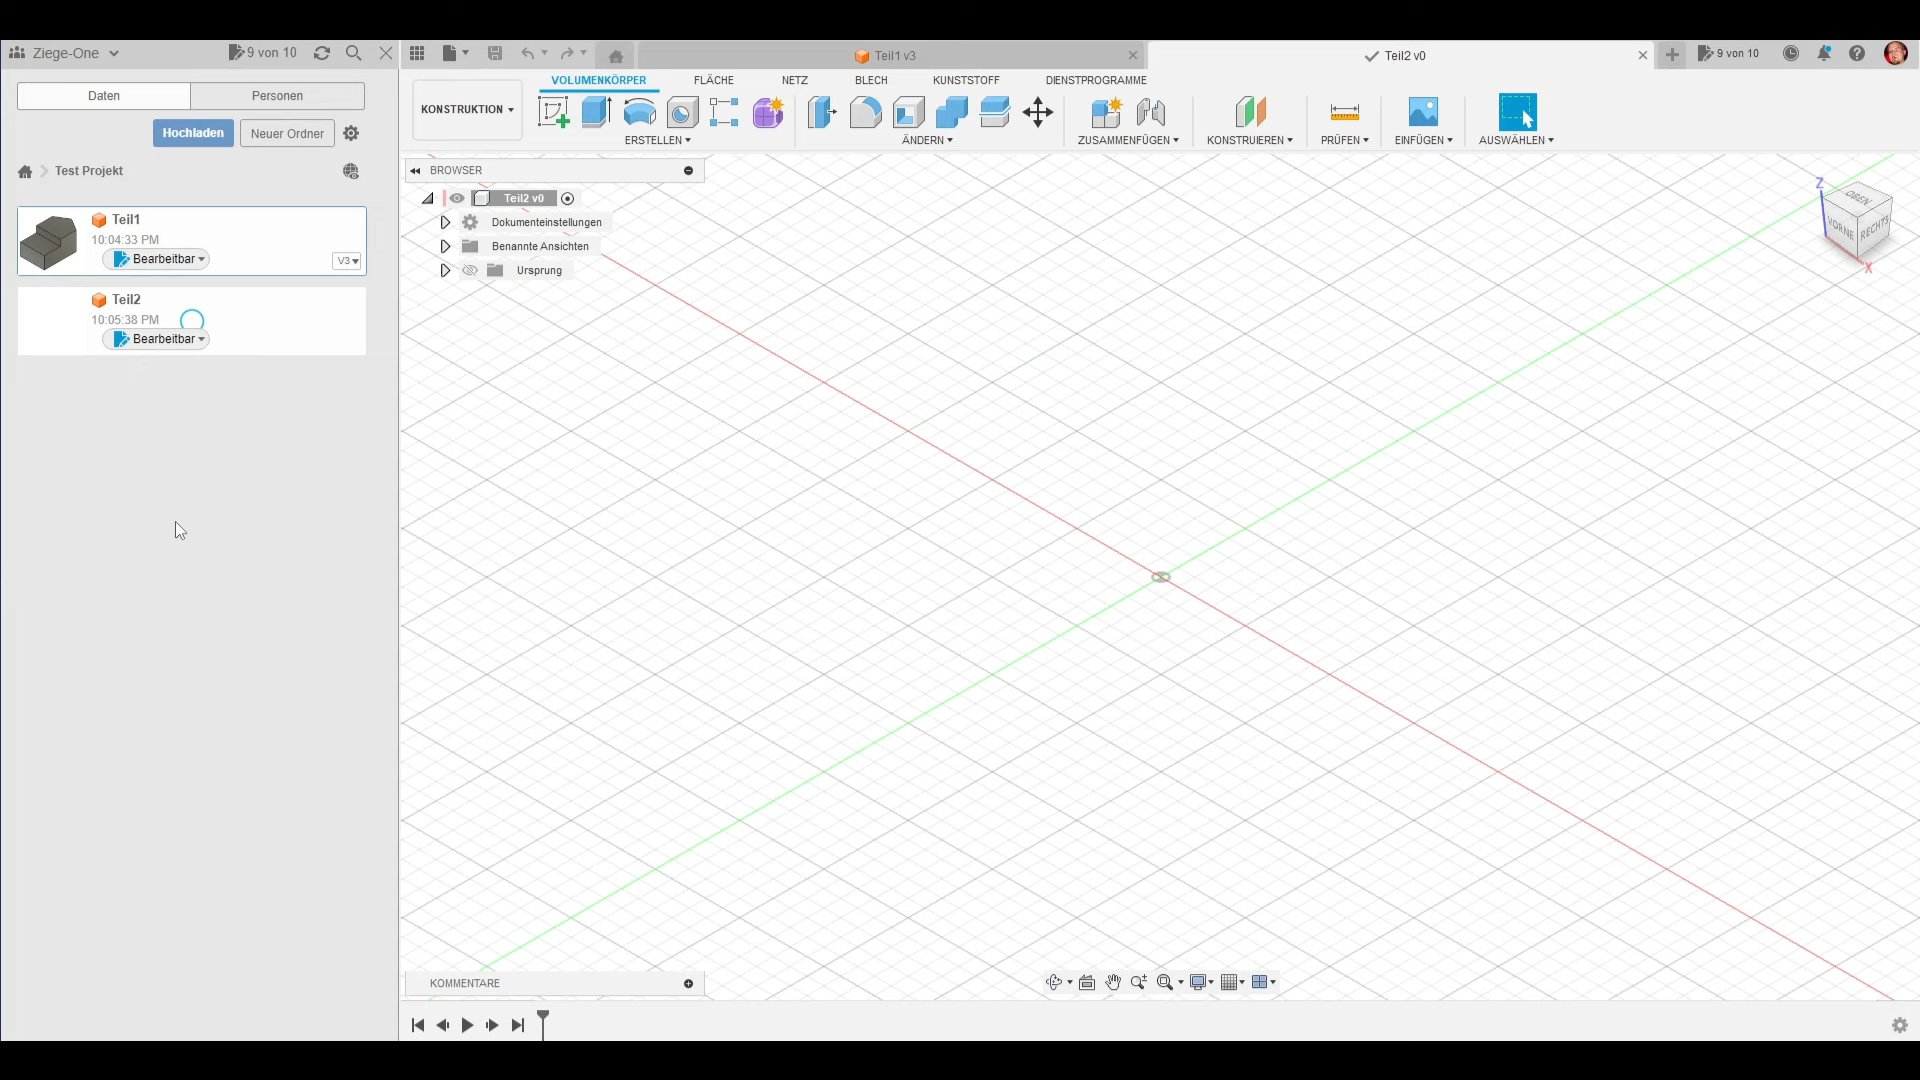 Ziege-One
9 von 10
Teil1 v3
Teil2 v0
9 von 10
Daten
Personen
VOLUMENKÖRPER
FLÄCHE
NETZ
BLECH
KUNSTSTOFF
DIENSTPROGRAMME
KONSTRUKTION
Hochladen
Neuer Ordner
ERSTELLEN
ÄNDERN
ZUSAMMENFÜGEN
KONSTRUIEREN
PRÜFEN
EINFÜGEN
AUSWÄHLEN
Test Projekt
BROWSER
Teil2 v0
Dokumenteinstellungen
Benannte Ansichten
Ursprung
Teil1
10:04:33 PM
Bearbeitbar
V3
Teil2
10:05:38 PM
Bearbeitbar
Z
OBEN
VORNE
RECHTS
X
KOMMENTARE